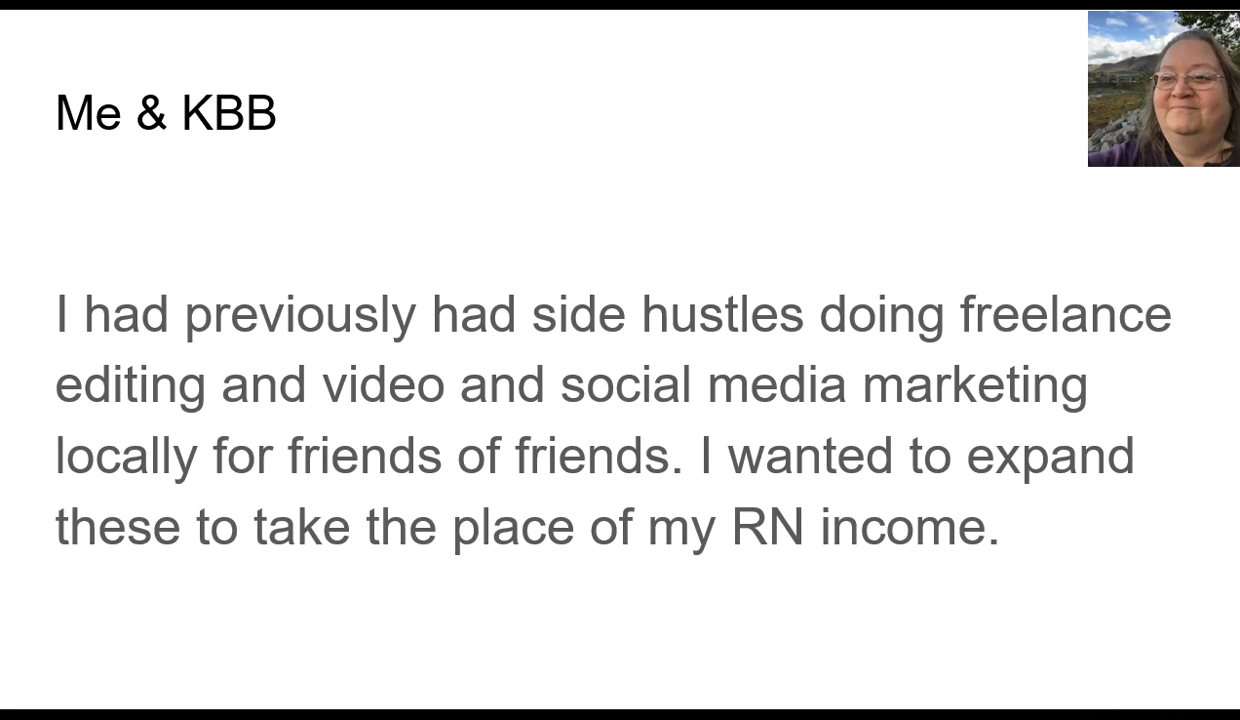 Me & KBB
I had previously had side hustles doing freelance
editing and video and social media marketing
locally for friends of friends. I wanted to expand
these to take the place of my RN income.